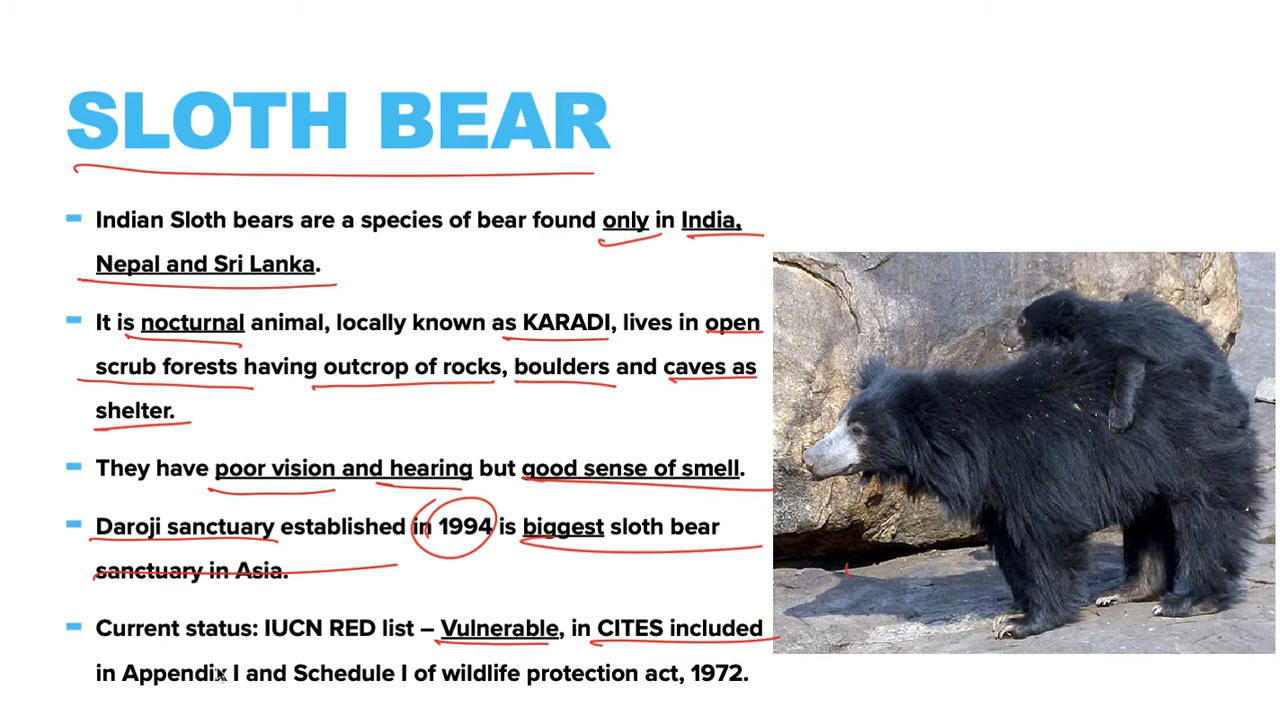 SLOTH BEAR
Indian Sloth bears are a species of bear found only in India,
Nepal and Sri Lanka.
It is nocturnal animal, locally known as KARADI, lives in open
scrub forests having outcrop of rocks, boulders and caves as
shelter.
They have poor vision and hearing but good sense of smell.
Daroji sanctuary established in 1994 is biggest sloth bear
sanctuary in Asia.
Current status: IUCN RED list – Vulnerable, in CITES included
in Appendix I and Schedule I of wildlife protection act, 1972.